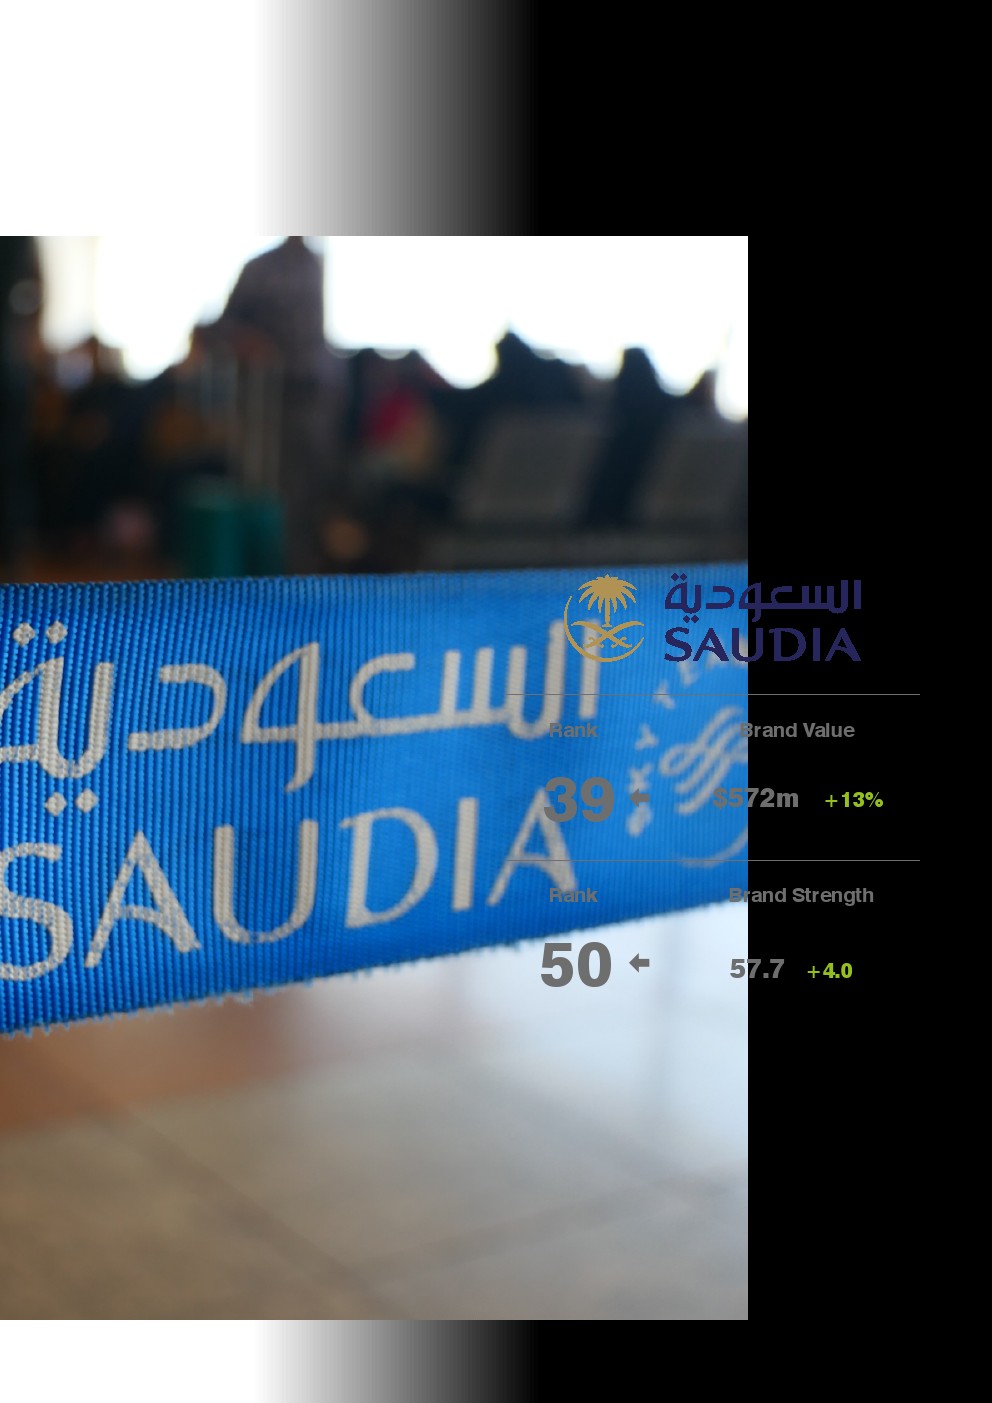 السعودية
SAUDIA
السعودية
SAUDIA
Rank Brand Value
39 $572m +13%
Rank Brand Strength
50 57.7 +4.0